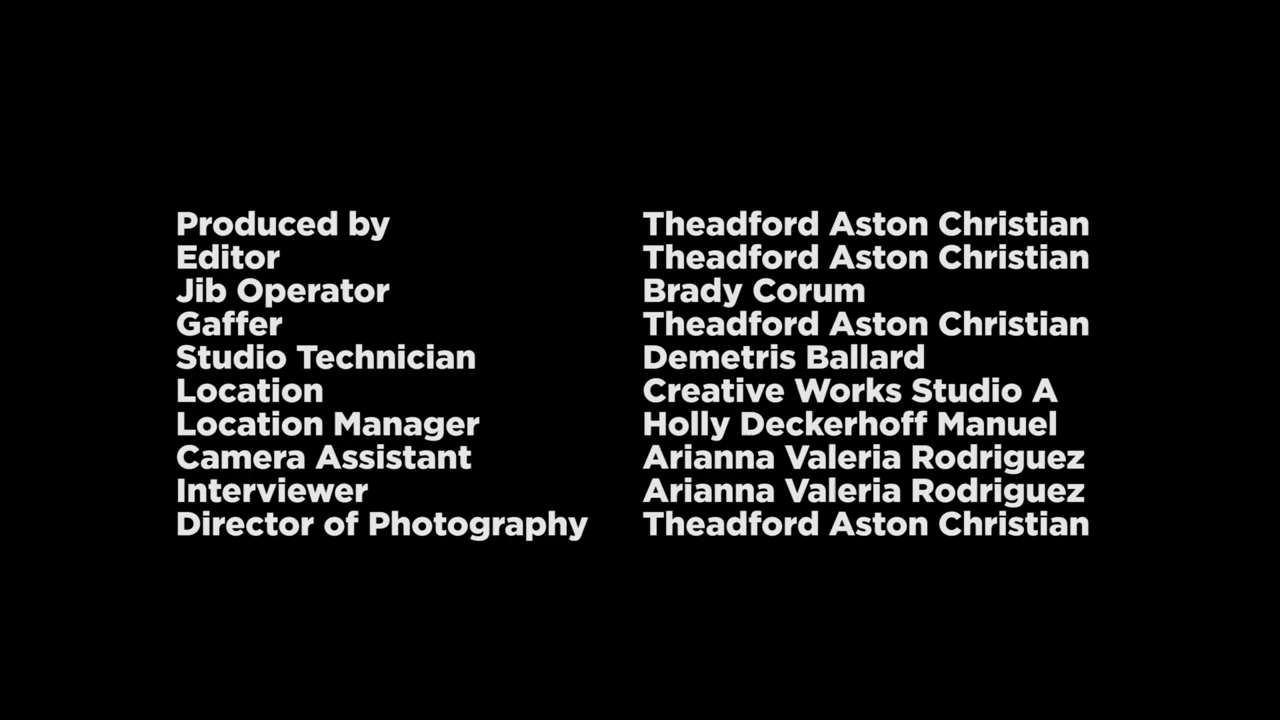 Produced by Theadford Aston Christian
Editor Theadford Aston Christian
Jib Operator Brady Corum
Gaffer Theadford Aston Christian
Studio Technician Demetris Ballard
Location Creative Works Studio A
Location Manager Holly Deckerhoff Manuel
Camera Assistant Arianna Valeria Rodriguez
Interviewer Arianna Valeria Rodriguez
Director of Photography Theadford Aston Christian